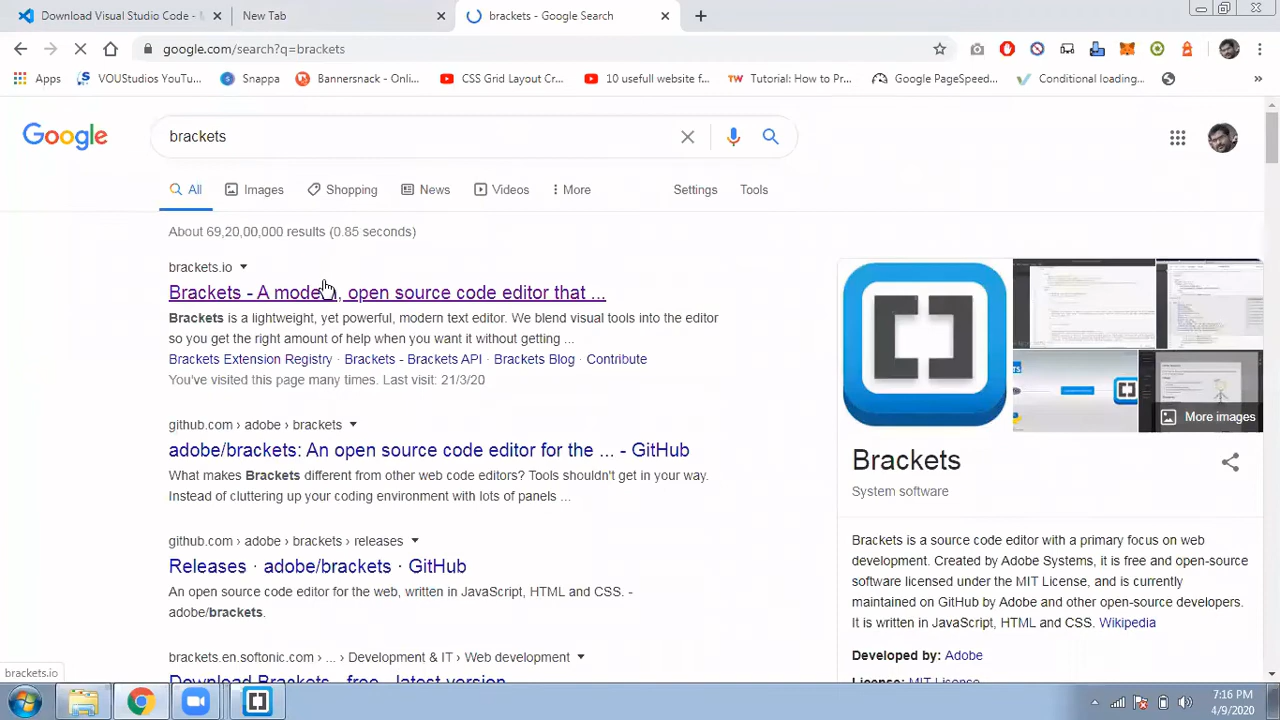 Download Visual Studio Code -
New Tab
brackets - Google Search
google.com/search?q=brackets
Apps
VOUStudios YouTu...
Snappa
Bannersnack - Onli...
CSS Grid Layout Cr...
10 usefull website f...
TW Tutorial: How to Pr...
Google PageSpeed...
Conditional loading...
»
Google
brackets
All
Images
Shopping
News
Videos
More
Settings
Tools
About 69,20,00,000 results (0.85 seconds)
brackets.io
Brackets - A modern, open source code editor that ...
Brackets is a lightweight, yet powerful, modern text editor. We blend visual tools into the editor
so you get the right amount of help when you want it without getting ...
Brackets Extension Registry · Brackets - Brackets API · Brackets Blog · Contribute
You've visited this page many times. Last visit: 21/3/20
github.com › adobe › brackets
adobe/brackets: An open source code editor for the ... - GitHub
What makes Brackets different from other web code editors? Tools shouldn't get in your way.
Instead of cluttering up your coding environment with lots of panels ...
github.com › adobe › brackets › releases
Releases · adobe/brackets · GitHub
An open source code editor for the web, written in JavaScript, HTML and CSS. -
adobe/brackets.
brackets.en.softonic.com › ... › Development & IT › Web development
Download Brackets - free - latest version
More images
Brackets
System software
Brackets is a source code editor with a primary focus on web
development. Created by Adobe Systems, it is free and open-source
software licensed under the MIT License, and is currently
maintained on GitHub by Adobe and other open-source developers.
It is written in JavaScript, HTML and CSS. Wikipedia
Developed by: Adobe
License: MIT License
brackets.io
7:16 PM
4/9/2020